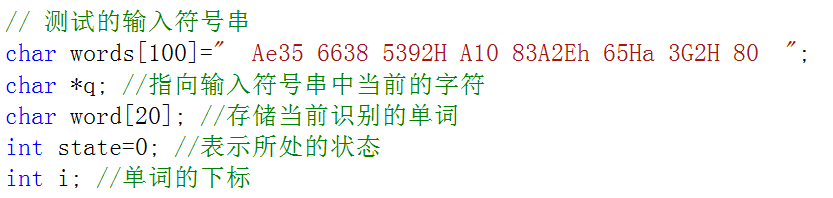 // 测试的输入符号串
char words[100]="  Ae35 6638 5392H A10 83A2Eh 65Ha 3G2H 80  ";
char *q; //指向输入符号串中当前的字符
char word[20]; //存储当前识别的单词
int state=0; //表示所处的状态
int i; //单词的下标